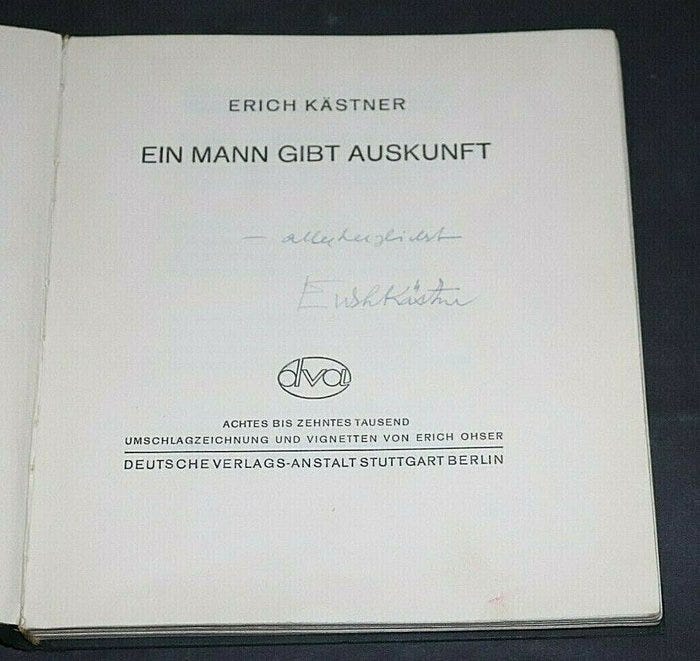 ERICH KÄSTNER
EIN MANN GIBT AUSKUNFT
— allerherzlichst
Erich Kästner
dva
ACHTES BIS ZEHNTES TAUSEND
UMSCHLAGZEICHNUNG UND VIGNETTEN VON ERICH OHSER
DEUTSCHE VERLAGS-ANSTALT STUTTGART BERLIN